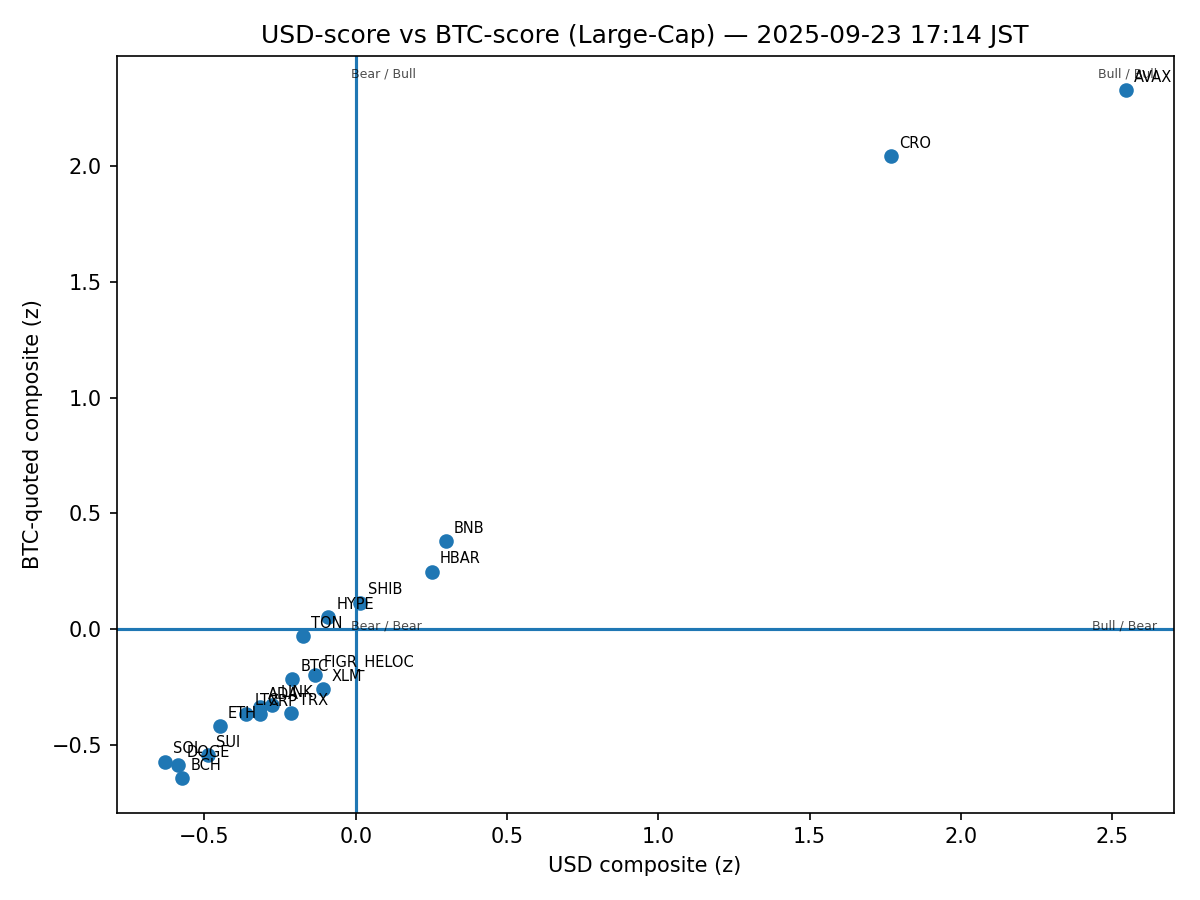 USD-score vs BTC-score (Large-Cap) — 2025-09-23 17:14 JST
Bear / Bull
Bull / Bull
AVAX
CRO
2.0
1.5
1.0
0.5
0.0
−0.5
BTC-quoted composite (z)
BNB
HBAR
SHIB
HYPE
TON
Bear / Bear
Bull / Bear
BTC
FIGR_HELOC
XLM
ADA
LINK
LTC
XRP
TRX
ETH
SUI
SOL
DOGE
BCH
−0.5
0.0
0.5
1.0
1.5
2.0
2.5
USD composite (z)